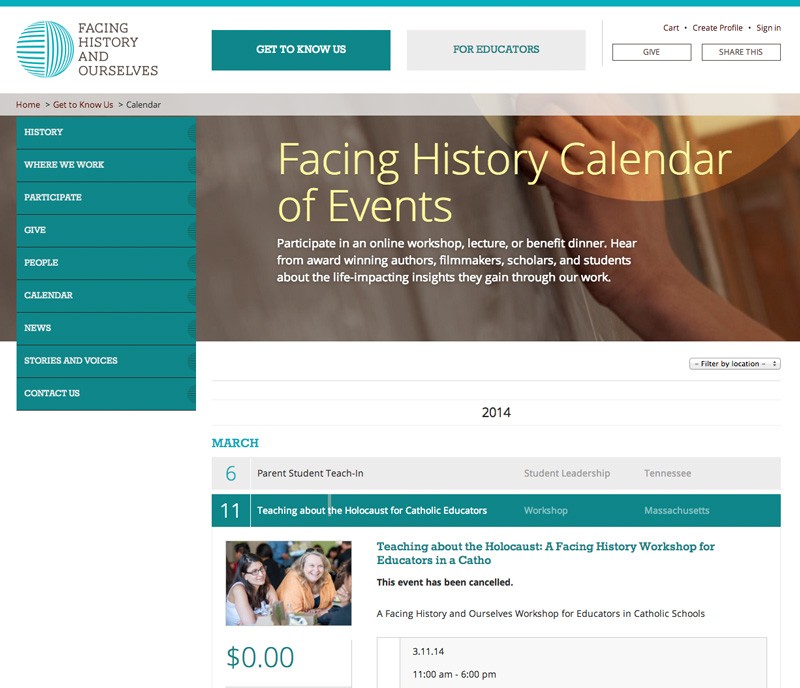 FACING
HISTORY
AND
OURSELVES
GET TO KNOW US
FOR EDUCATORS
Cart • Create Profile • Sign in
GIVE
SHARE THIS
Home > Get to Know Us > Calendar
HISTORY
WHERE WE WORK
PARTICIPATE
GIVE
PEOPLE
CALENDAR
NEWS
STORIES AND VOICES
CONTACT US
Facing History Calendar
of Events
Participate in an online workshop, lecture, or benefit dinner. Hear
from award winning authors, filmmakers, scholars, and students
about the life-impacting insights they gain through our work.
– Filter by location –
2014
MARCH
6 Parent Student Teach-In Student Leadership Tennessee
11 Teaching about the Holocaust for Catholic Educators Workshop Massachusetts
Teaching about the Holocaust: A Facing History Workshop for
Educators in a Catho
This event has been cancelled.
A Facing History and Ourselves Workshop for Educators in Catholic Schools
$0.00
3.11.14
11:00 am - 6:00 pm